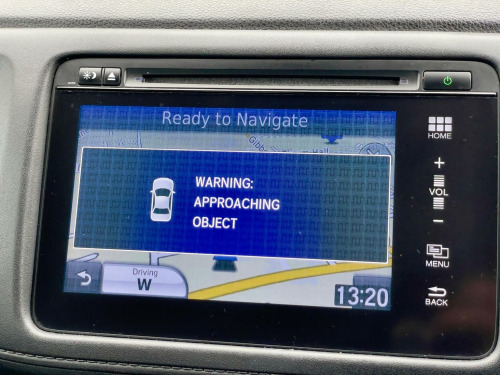 Ready to Navigate
HOME
WARNING:
APPROACHING
OBJECT
+
VOL
−
MENU
Driving
W
13:20
BACK